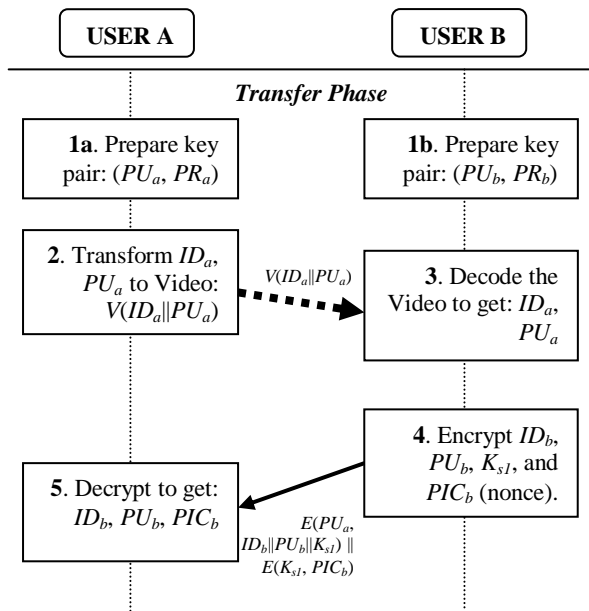 USER A
USER B
Transfer Phase
1a. Prepare key
pair: (PUa, PRa)
1b. Prepare key
pair: (PUb, PRb)
2. Transform IDa,
PUa to Video:
V(IDa||PUa)
V(IDa||PUa)
3. Decode the
Video to get: IDa,
PUa
4. Encrypt IDb,
PUb, Ks1, and
PICb (nonce).
5. Decrypt to get:
IDb, PUb, PICb
E(PUa,
IDb||PUb||Ks1) ||
E(Ks1, PICb)